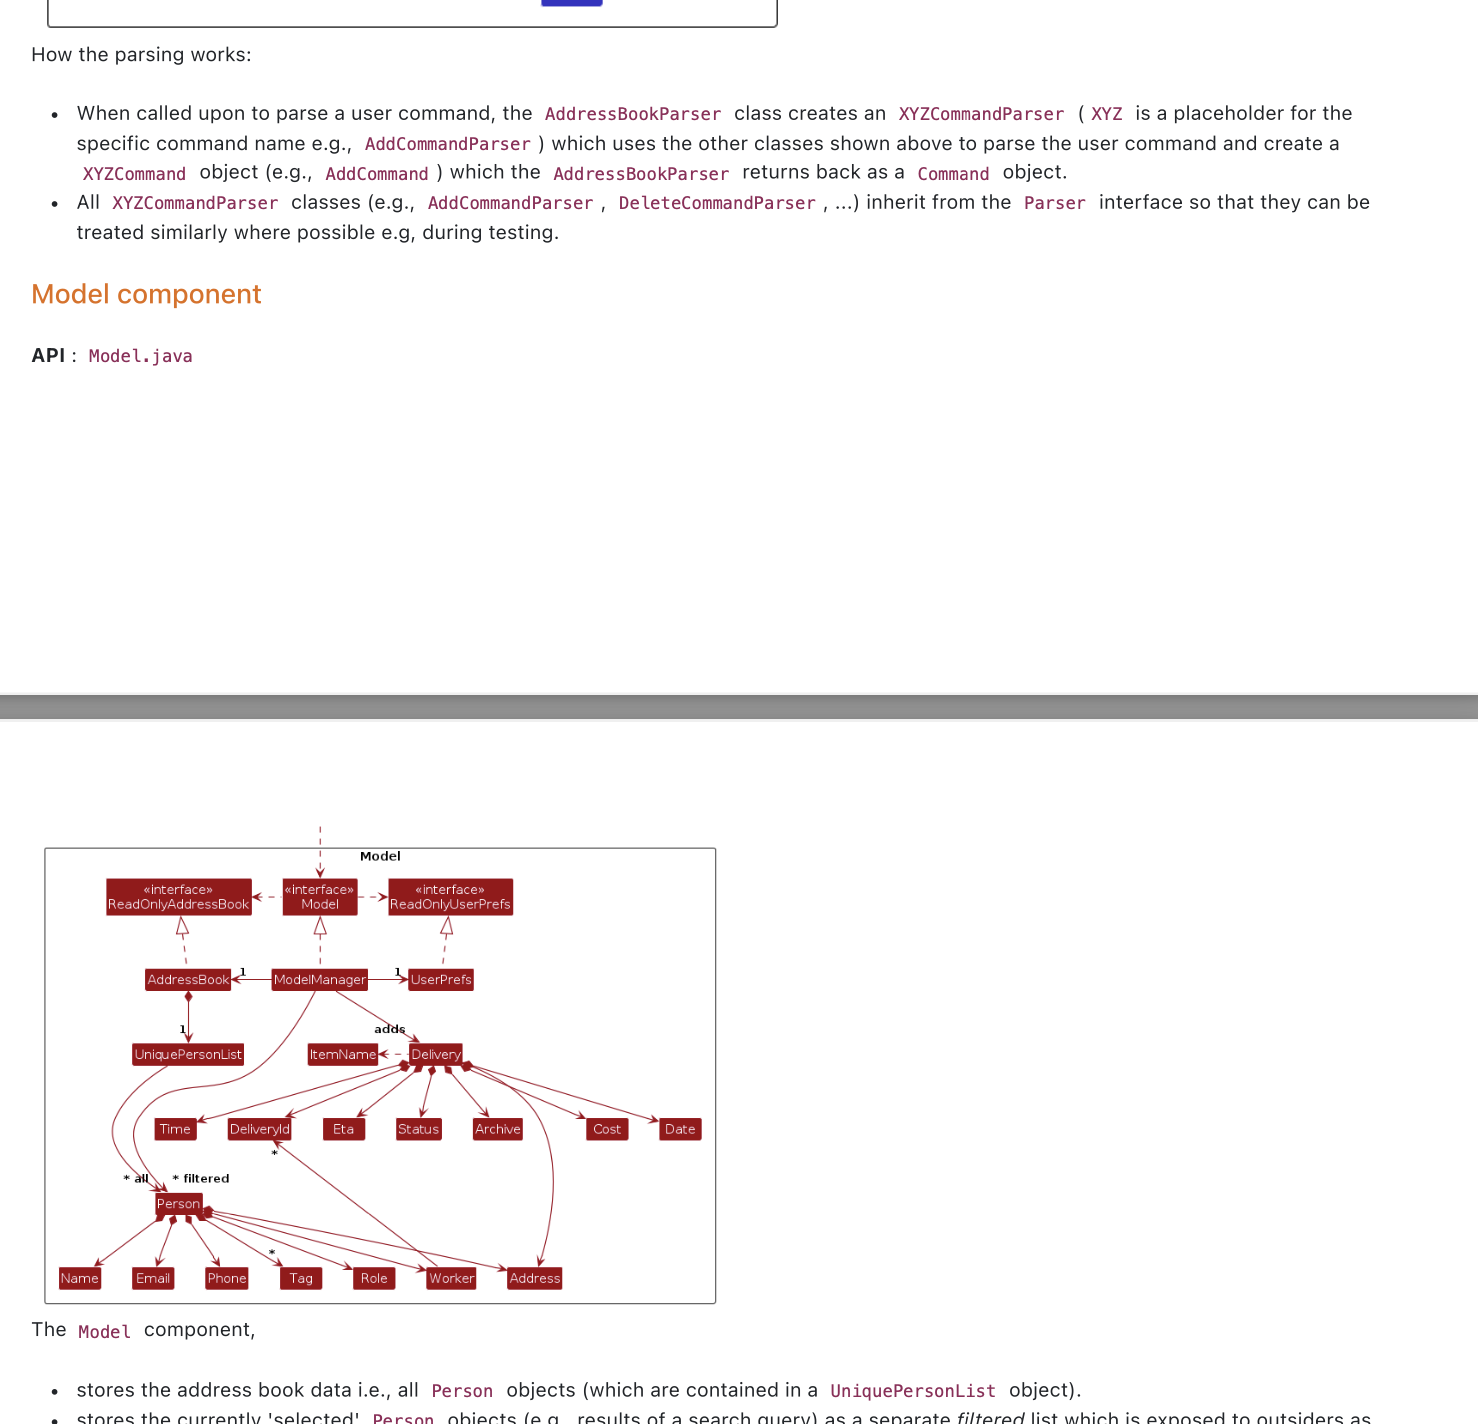 How the parsing works:
• When called upon to parse a user command, the AddressBookParser class creates an XYZCommandParser ( XYZ is a placeholder for the
specific command name e.g., AddCommandParser ) which uses the other classes shown above to parse the user command and create a
XYZCommand object (e.g., AddCommand ) which the AddressBookParser returns back as a Command object.
• All XYZCommandParser classes (e.g., AddCommandParser , DeleteCommandParser , ...) inherit from the Parser interface so that they can be
treated similarly where possible e.g, during testing.
Model component
API : Model.java
Model
«interface»
ReadOnlyAddressBook
«interface»
Model
«interface»
ReadOnlyUserPrefs
AddressBook
1
ModelManager
1
UserPrefs
1
adds
UniquePersonList
ItemName
Delivery
Time
DeliveryId
Eta
Status
Archive
Cost
Date
*
* all
* filtered
Person
*
Name
Email
Phone
Tag
Role
Worker
Address
The Model component,
• stores the address book data i.e., all Person objects (which are contained in a UniquePersonList object).
• stores the currently 'selected' Person objects (e.g., results of a search query) as a separate filtered list which is exposed to outsiders as